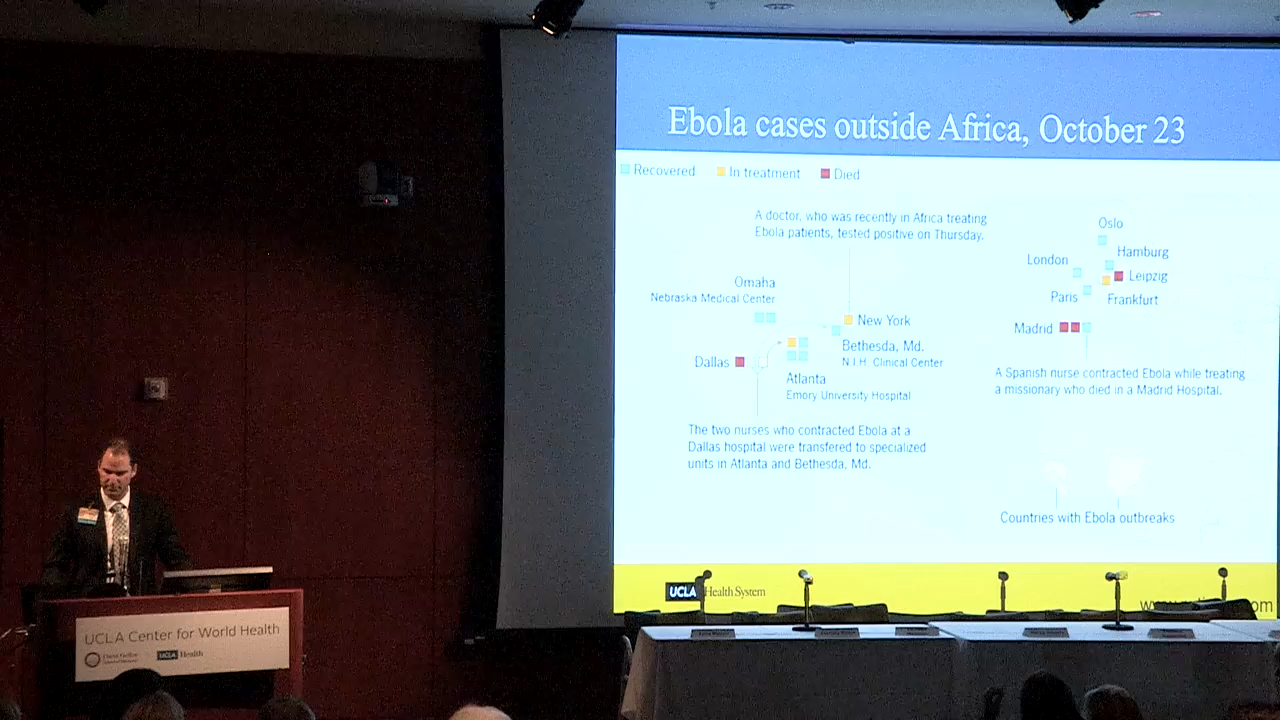 Ebola cases outside Africa, October 23
Recovered
In treatment
Died
A doctor, who was recently in Africa treating
Ebola patients, tested positive on Thursday.
Oslo
Hamburg
London
Leipzig
Paris
Frankfurt
Omaha
Nebraska Medical Center
New York
Madrid
Bethesda, Md.
N.I.H. Clinical Center
Dallas
Atlanta
Emory University Hospital
A Spanish nurse contracted Ebola while treating
a missionary who died in a Madrid Hospital.
The two nurses who contracted Ebola at a
Dallas hospital were transfered to specialized
units in Atlanta and Bethesda, Md.
Countries with Ebola outbreaks
UCLA Health System
UCLA Center for World Health
UCLA Health